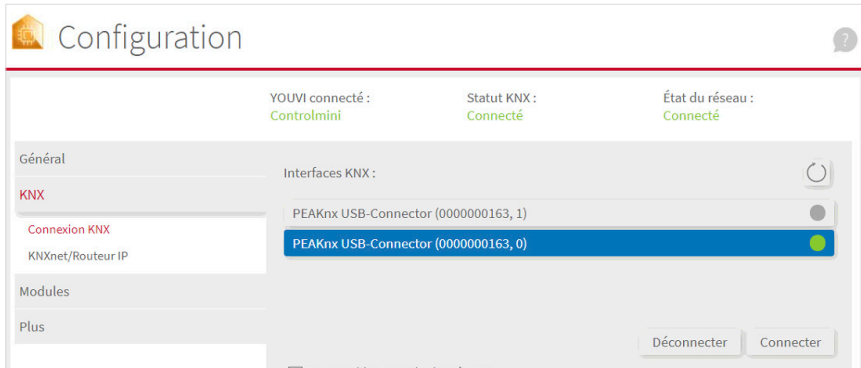 Configuration
?
YOUVI connecté :
Controlmini
Statut KNX :
Connecté
État du réseau :
Connecté
Général
KNX
Connexion KNX
KNXnet/Routeur IP
Modules
Plus
Interfaces KNX :
PEAKnx USB-Connector (0000000163, 1)
PEAKnx USB-Connector (0000000163, 0)
Déconnecter
Connecter